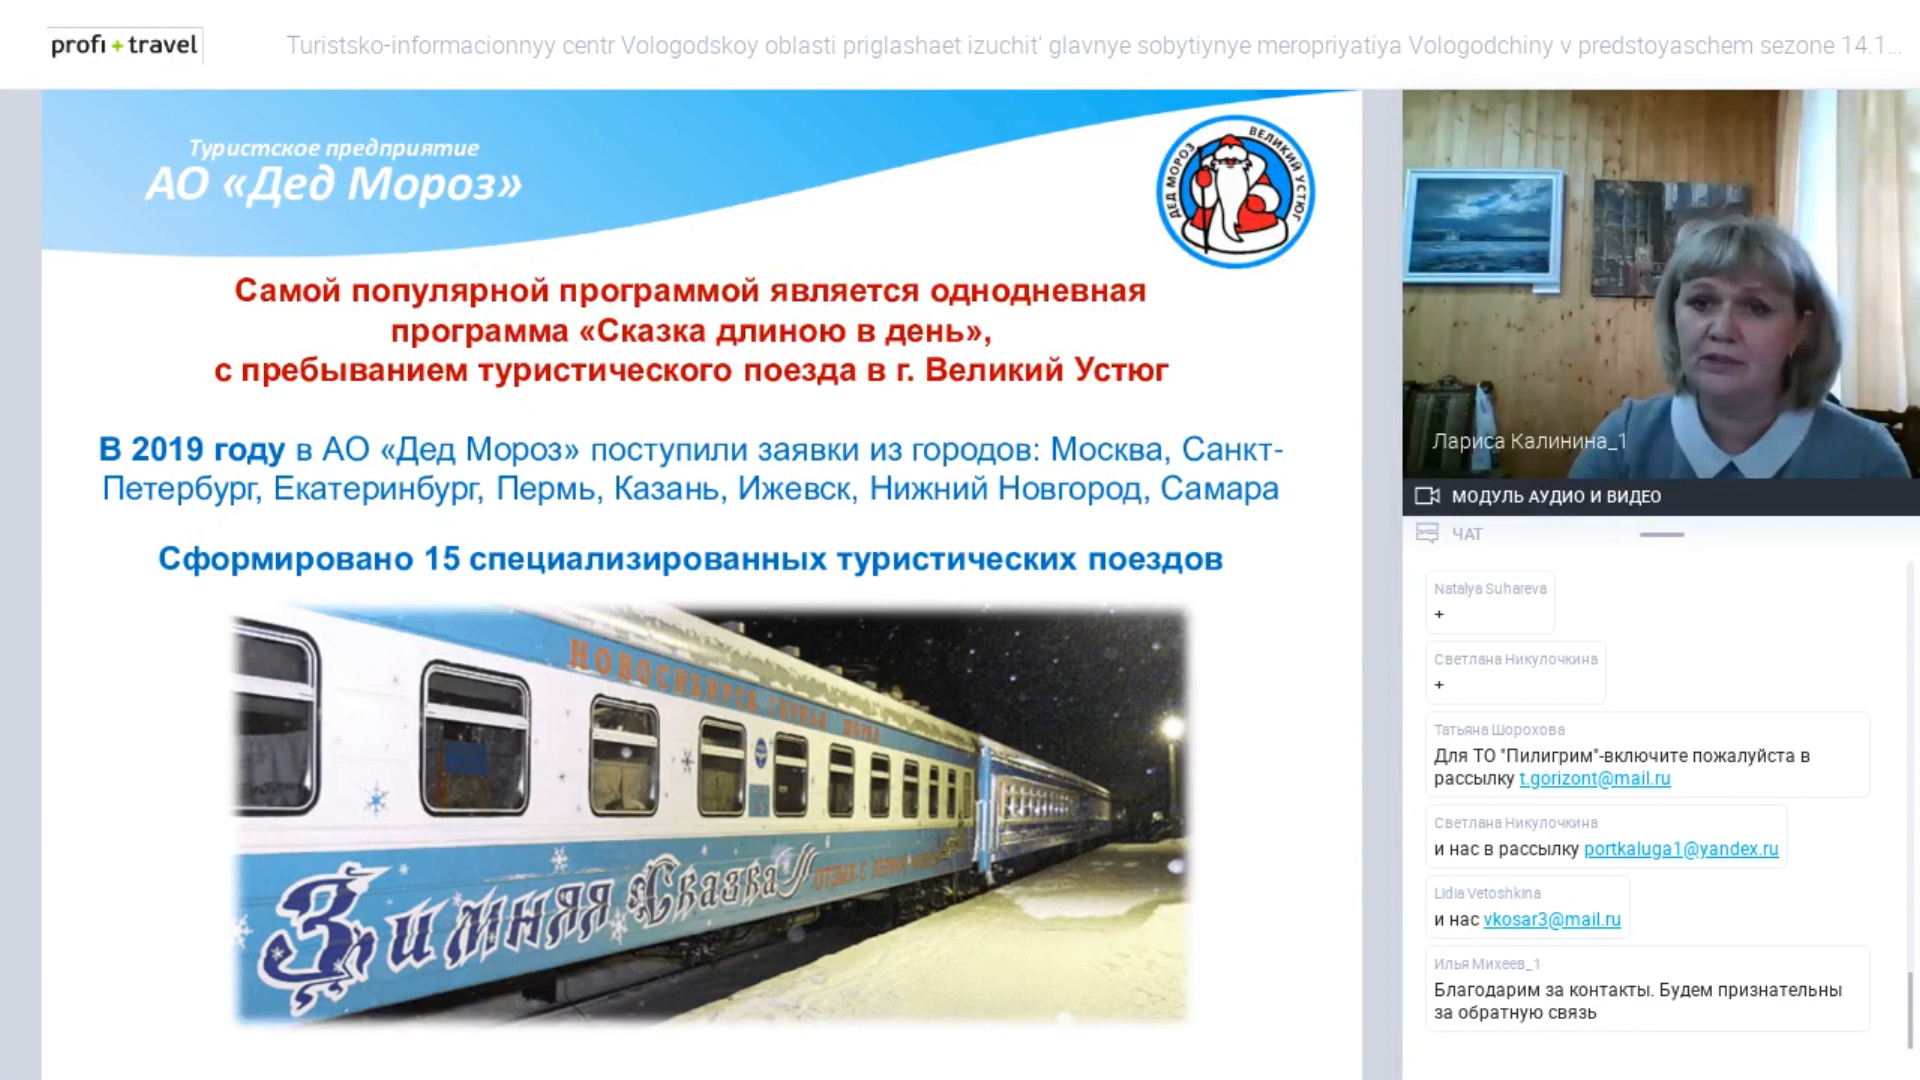 profi + travel
Turistsko-informacionnyy centr Vologodskoy oblasti priglashaet izuchit' glavnye sobytiynye meropriyatiya Vologodchiny v predstoyaschem sezone 14.1...
Туристское предприятие
АО «Дед Мороз»
ДЕД МОРОЗ ВЕЛИКИЙ УСТЮГ
Самой популярной программой является однодневная
программа «Сказка длиною в день»,
с пребыванием туристического поезда в г. Великий Устюг
В 2019 году в АО «Дед Мороз» поступили заявки из городов: Москва, Санкт-
Петербург, Екатеринбург, Пермь, Казань, Ижевск, Нижний Новгород, Самара
Сформировано 15 специализированных туристических поездов
НОВОСИБИРСК-ГОРНАЯ ШОРИЯ
Зимняя Сказка
ОТДЫХ С
Лариса Калинина_1
МОДУЛЬ АУДИО И ВИДЕО
ЧАТ
Natalya Suhareva
+
Светлана Никулочкина
+
Татьяна Шорохова
Для ТО "Пилигрим"-включите пожалуйста в
рассылку t.gorizont@mail.ru
Светлана Никулочкина
и нас в рассылку portkaluga1@yandex.ru
Lidia Vetoshkina
и нас vkosar3@mail.ru
Илья Михеев_1
Благодарим за контакты. Будем признательны
за обратную связь